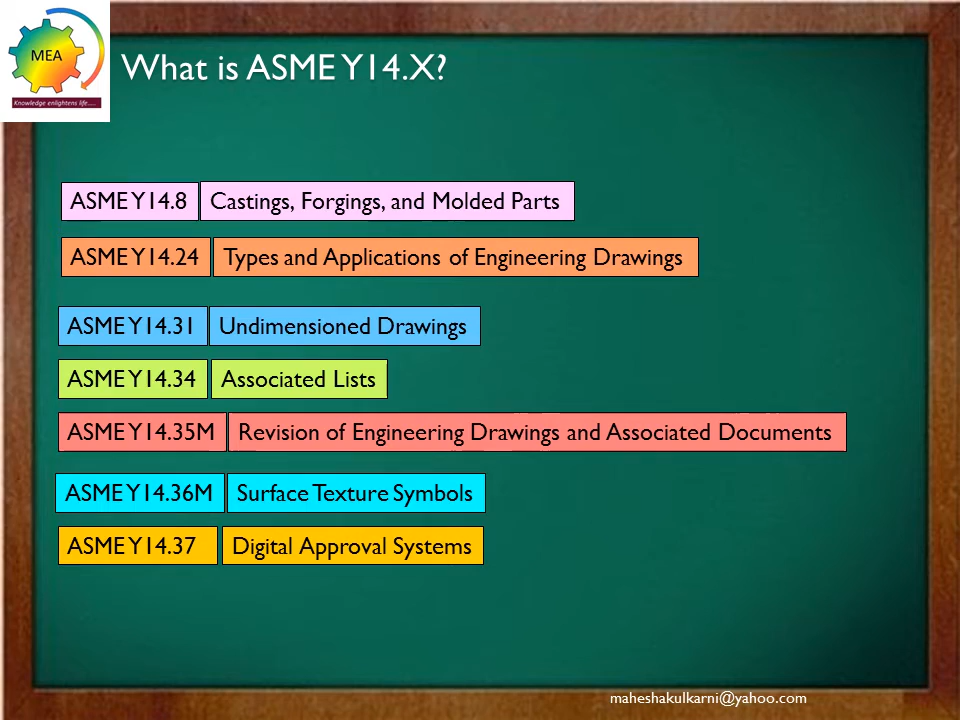 MEA
Knowledge enlightens life.....
What is ASME Y14.X?
ASME Y14.8 Castings, Forgings, and Molded Parts
ASME Y14.24 Types and Applications of Engineering Drawings
ASME Y14.31 Undimensioned Drawings
ASME Y14.34 Associated Lists
ASME Y14.35M Revision of Engineering Drawings and Associated Documents
ASME Y14.36M Surface Texture Symbols
ASME Y14.37 Digital Approval Systems
maheshakulkarni@yahoo.com